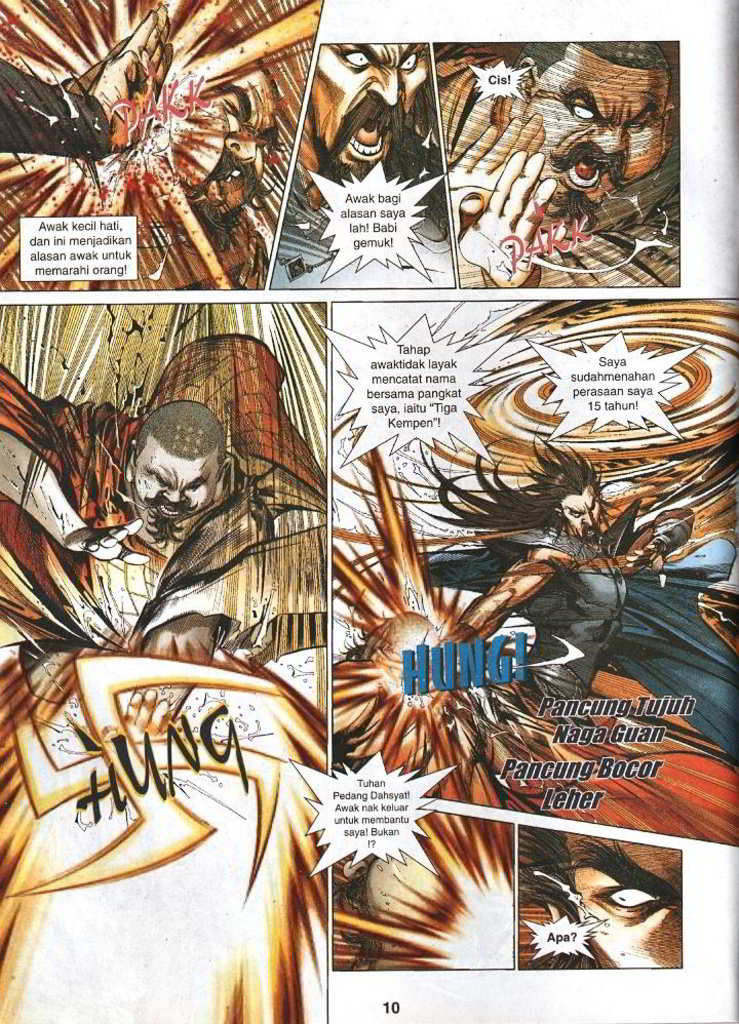 PAKK
Awak kecil hati,
dan ini menjadikan
alasan awak untuk
memarahi orang!
Awak bagi
alasan saya
lah! Babi
gemuk!
Cis!
PAKK
HUNG
Tahap
awaktidak layak
mencatat nama
bersama pangkat
saya, iaitu "Tiga
Kempen"!
Saya
sudahmenahan
perasaan saya
15 tahun!
HUNG!
Pancung Tujuh
Naga Guan
Pancung Bocor
Leher
Tuhan
Pedang Dahsyat!
Awak nak keluar
untuk membantu
saya! Bukan
!?
Apa?
10